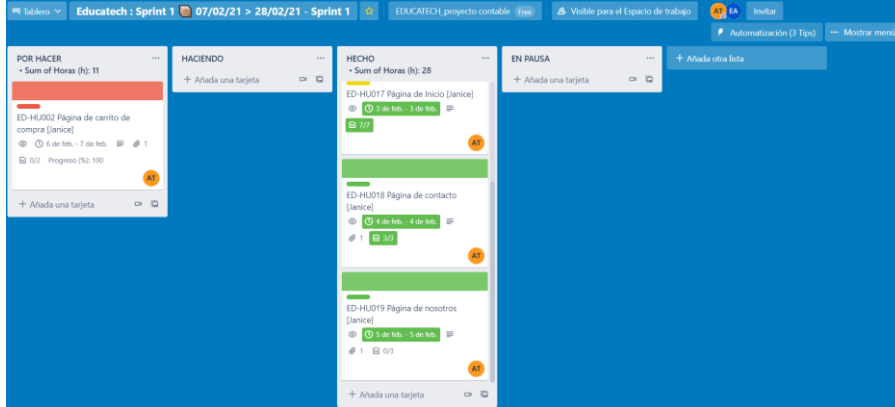 Tablero
Educatech : Sprint 1 07/02/21 > 28/02/21 - Sprint 1
EDUCATECH_proyecto contable Free
Visible para el Espacio de trabajo
AT EA
Invitar
Automatización (3 Tips)
Mostrar menú
POR HACER
• Sum of Horas (h): 11
ED-HU002 Página de carrito de
compra [Janice]
6 de feb. - 7 de feb. 1
0/2 Progreso (%): 100
AT
+ Añada una tarjeta
HACIENDO
+ Añada una tarjeta
HECHO
• Sum of Horas (h): 28
ED-HU017 Página de Inicio [Janice]
3 de feb. - 3 de feb.
7/7
AT
ED-HU018 Página de contacto
[Janice]
4 de feb. - 4 de feb.
1 3/3
AT
ED-HU019 Página de nosotros
[Janice]
5 de feb. - 5 de feb.
1 0/3
AT
+ Añada una tarjeta
EN PAUSA
+ Añada una tarjeta
+ Añada otra lista